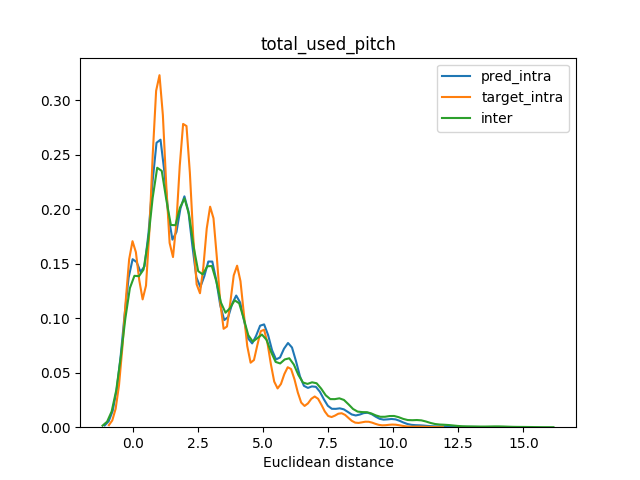 total_used_pitch
pred_intra
target_intra
inter
0.30
0.25
0.20
0.15
0.10
0.05
0.00
0.0 2.5 5.0 7.5 10.0 12.5 15.0
Euclidean distance